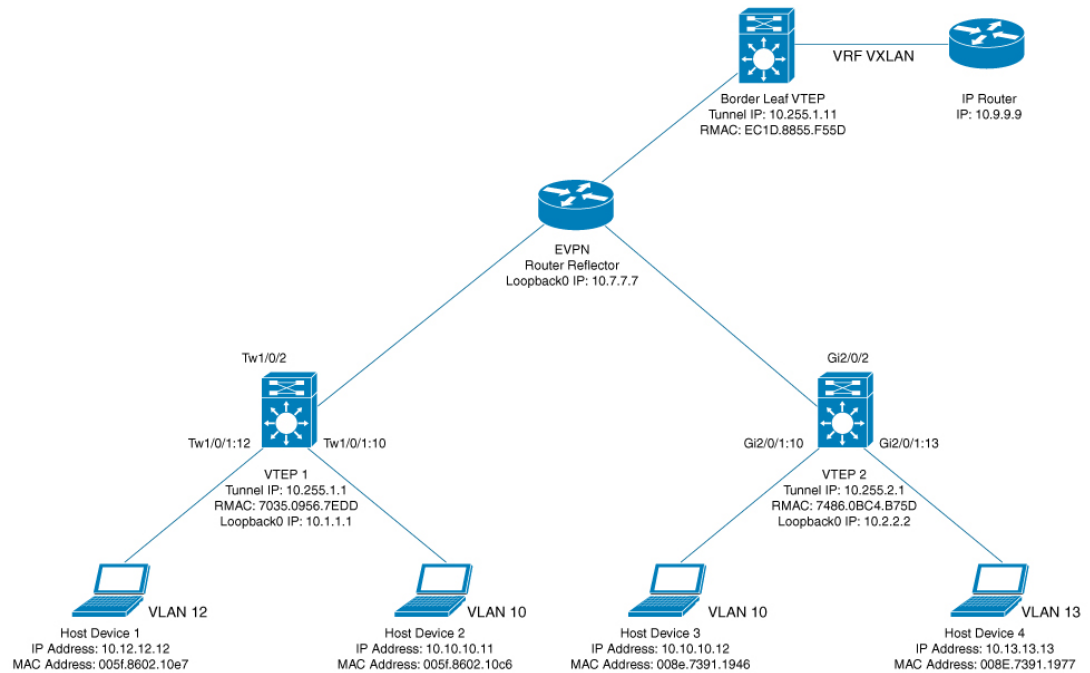 VRF VXLAN
Border Leaf VTEP
Tunnel IP: 10.255.1.11
RMAC: EC1D.8855.F55D
IP Router
IP: 10.9.9.9
EVPN
Router Reflector
Loopback0 IP: 10.7.7.7
Tw1/0/2
Gi2/0/2
Tw1/0/1:12
Tw1/0/1:10
Gi2/0/1:10
Gi2/0/1:13
VTEP 1
Tunnel IP: 10.255.1.1
RMAC: 7035.0956.7EDD
Loopback0 IP: 10.1.1.1
VTEP 2
Tunnel IP: 10.255.2.1
RMAC: 7486.0BC4.B75D
Loopback0 IP: 10.2.2.2
VLAN 12
VLAN 10
VLAN 10
VLAN 13
Host Device 1
IP Address: 10.12.12.12
MAC Address: 005f.8602.10e7
Host Device 2
IP Address: 10.10.10.11
MAC Address: 005f.8602.10c6
Host Device 3
IP Address: 10.10.10.12
MAC Address: 008e.7391.1946
Host Device 4
IP Address: 10.13.13.13
MAC Address: 008E.7391.1977